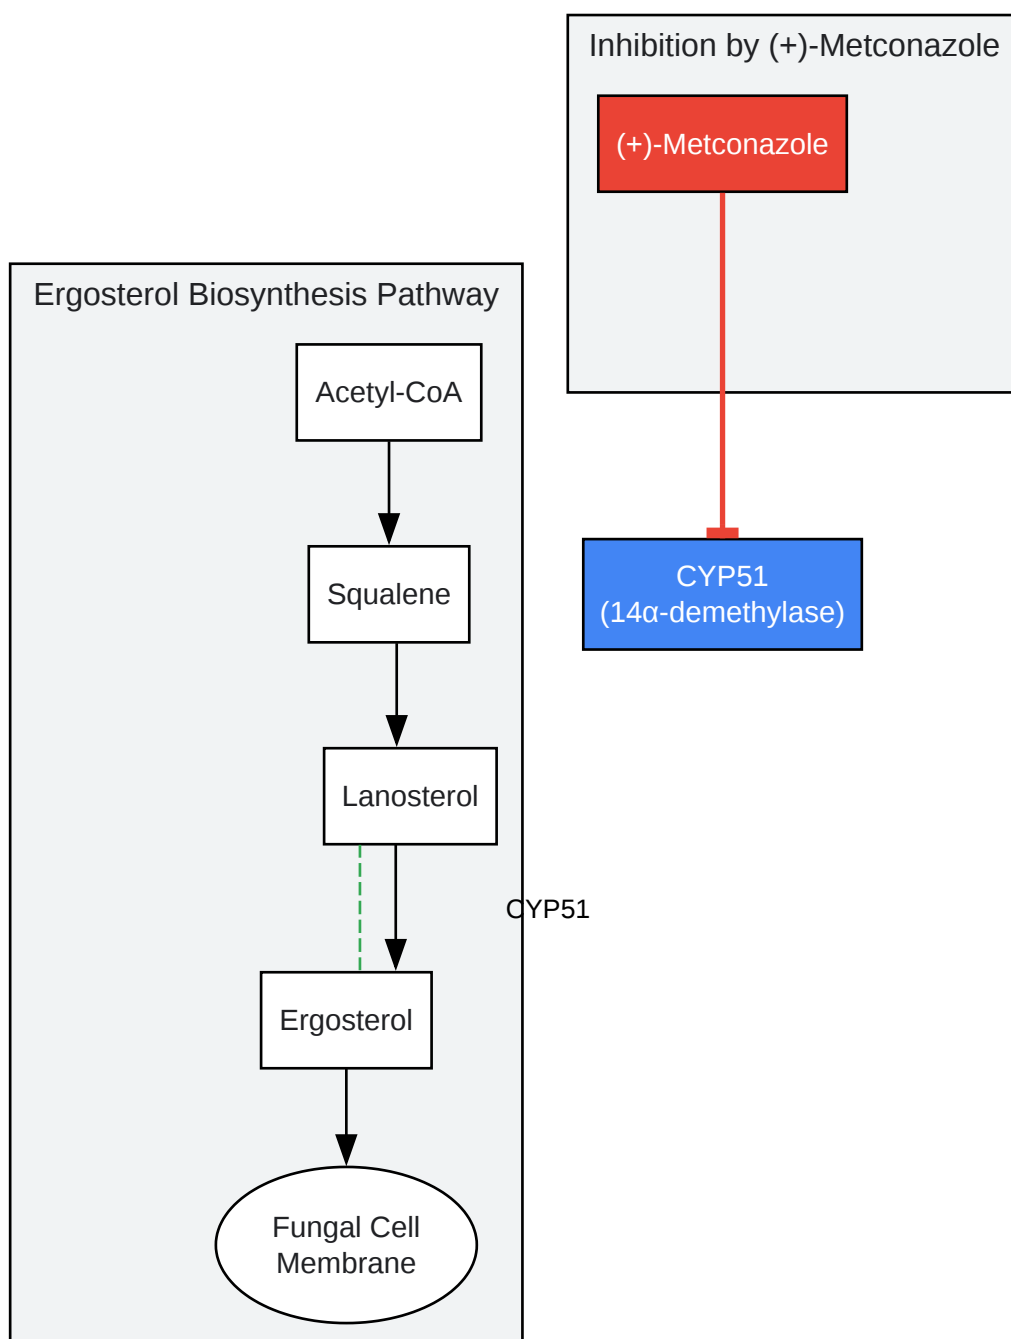 Inhibition by (+)-Metconazole
(+)-Metconazole
Ergosterol Biosynthesis Pathway
Acetyl-CoA
Squalene
CYP51
(14α-demethylase)
Lanosterol
CYP51
Ergosterol
Fungal Cell
Membrane